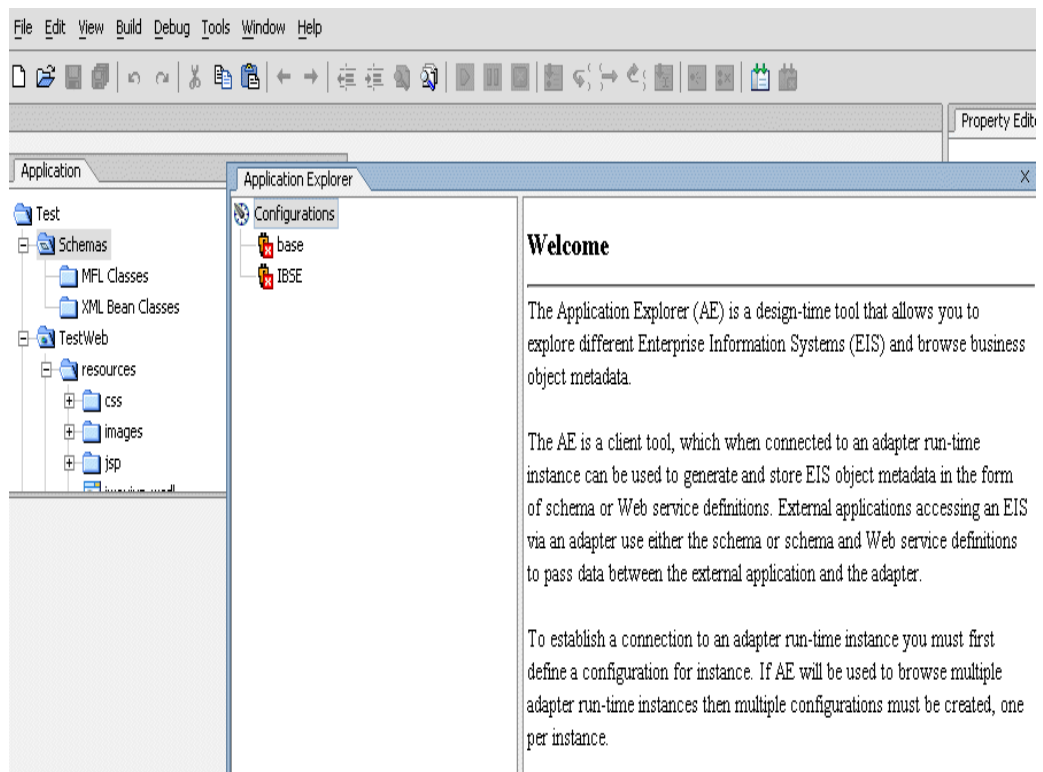 File Edit View Build Debug Tools Window Help
Property Edit
Application
Application Explorer
X
Test
Schemas
MFL Classes
XML Bean Classes
TestWeb
resources
css
images
jsp
Configurations
base
IBSE
Welcome
The Application Explorer (AE) is a design-time tool that allows you to
explore different Enterprise Information Systems (EIS) and browse business
object metadata.
The AE is a client tool, which when connected to an adapter run-time
instance can be used to generate and store EIS object metadata in the form
of schema or Web service definitions. External applications accessing an EIS
via an adapter use either the schema or schema and Web service definitions
to pass data between the external application and the adapter.
To establish a connection to an adapter run-time instance you must first
define a configuration for instance. If AE will be used to browse multiple
adapter run-time instances then multiple configurations must be created, one
per instance.